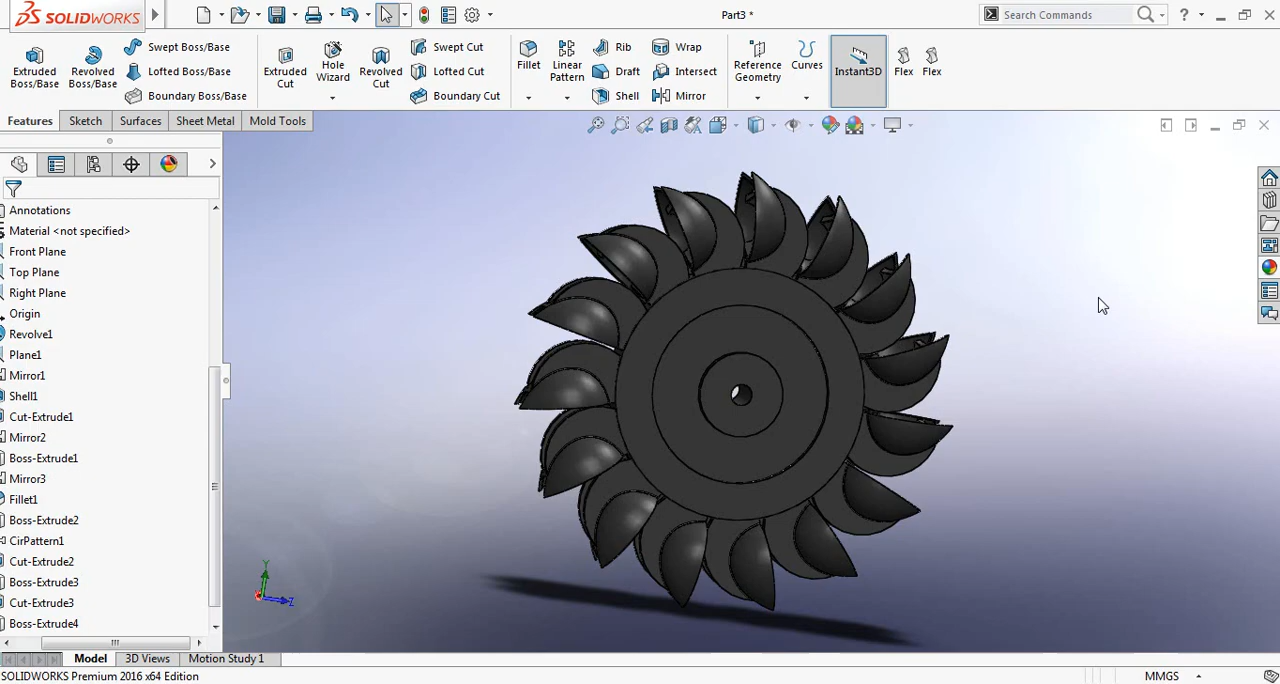 SOLIDWORKS
Part3 *
Search Commands
?
Extruded Boss/Base
Revolved Boss/Base
Swept Boss/Base
Lofted Boss/Base
Boundary Boss/Base
Extruded Cut
Hole Wizard
Revolved Cut
Swept Cut
Lofted Cut
Boundary Cut
Fillet
Linear Pattern
Rib
Draft
Shell
Wrap
Intersect
Mirror
Reference Geometry
Curves
Instant3D
Flex
Flex
Features
Sketch
Surfaces
Sheet Metal
Mold Tools
Annotations
Material <not specified>
Front Plane
Top Plane
Right Plane
Origin
Revolve1
Plane1
Mirror1
Shell1
Cut-Extrude1
Mirror2
Boss-Extrude1
Mirror3
Fillet1
Boss-Extrude2
CirPattern1
Cut-Extrude2
Boss-Extrude3
Cut-Extrude3
Boss-Extrude4
Y
Z
Model
3D Views
Motion Study 1
SOLIDWORKS Premium 2016 x64 Edition
MMGS